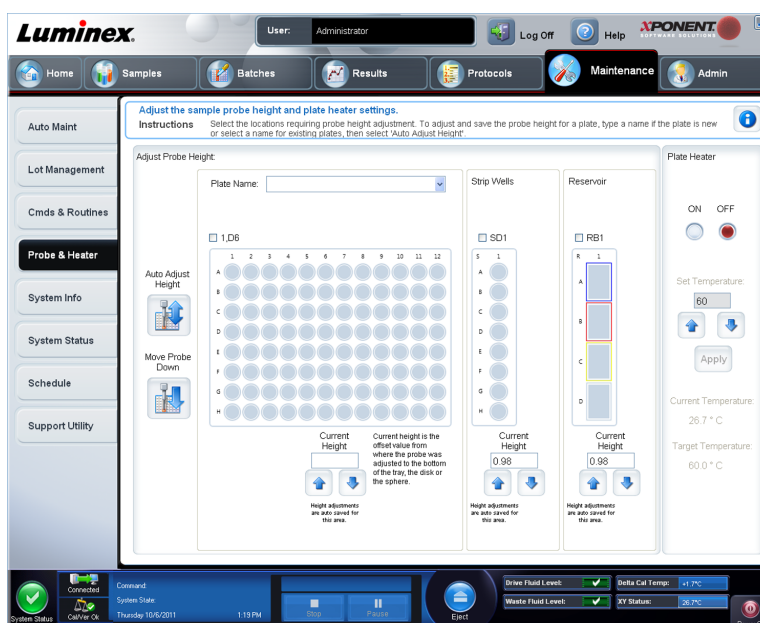 Luminex.
User: Administrator
Log Off
Help
XPONENT.
SOFTWARE SOLUTIONS
Home
Samples
Batches
Results
Protocols
Maintenance
Admin
Auto Maint
Lot Management
Cmds & Routines
Probe & Heater
System Info
System Status
Schedule
Support Utility
Adjust the sample probe height and plate heater settings.
Instructions Select the locations requiring probe height adjustment. To adjust and save the probe height for a plate, type a name if the plate is new
or select a name for existing plates, then select 'Auto Adjust Height'.
Adjust Probe Height:
Plate Name:
1,D6
1 2 3 4 5 6 7 8 9 10 11 12
A
B
C
D
E
F
G
H
Auto Adjust
Height
Move Probe
Down
Current
Height
Current height is the
offset value from
where the probe was
adjusted to the bottom
of the tray, the disk or
the sphere.
Height adjustments
are auto saved for
this area.
Strip Wells
SD1
S 1
A
B
C
D
E
F
G
H
Current
Height
0.98
Height adjustments
are auto saved for
this area.
Reservoir
RB1
R 1
A
B
C
D
Current
Height
0.98
Height adjustments
are auto saved for
this area.
Plate Heater
ON OFF
Set Temperature:
60
Apply
Current Temperature:
26.7 ° C
Target Temperature:
60.0 ° C
System Status
Connected
Cal/Ver Ok
Command:
System State:
Thursday 10/6/2011 1:19 PM
Stop
Pause
Eject
Drive Fluid Level:
Waste Fluid Level:
Delta Cal Temp: +1.7°C
XY Status: 26.7°C